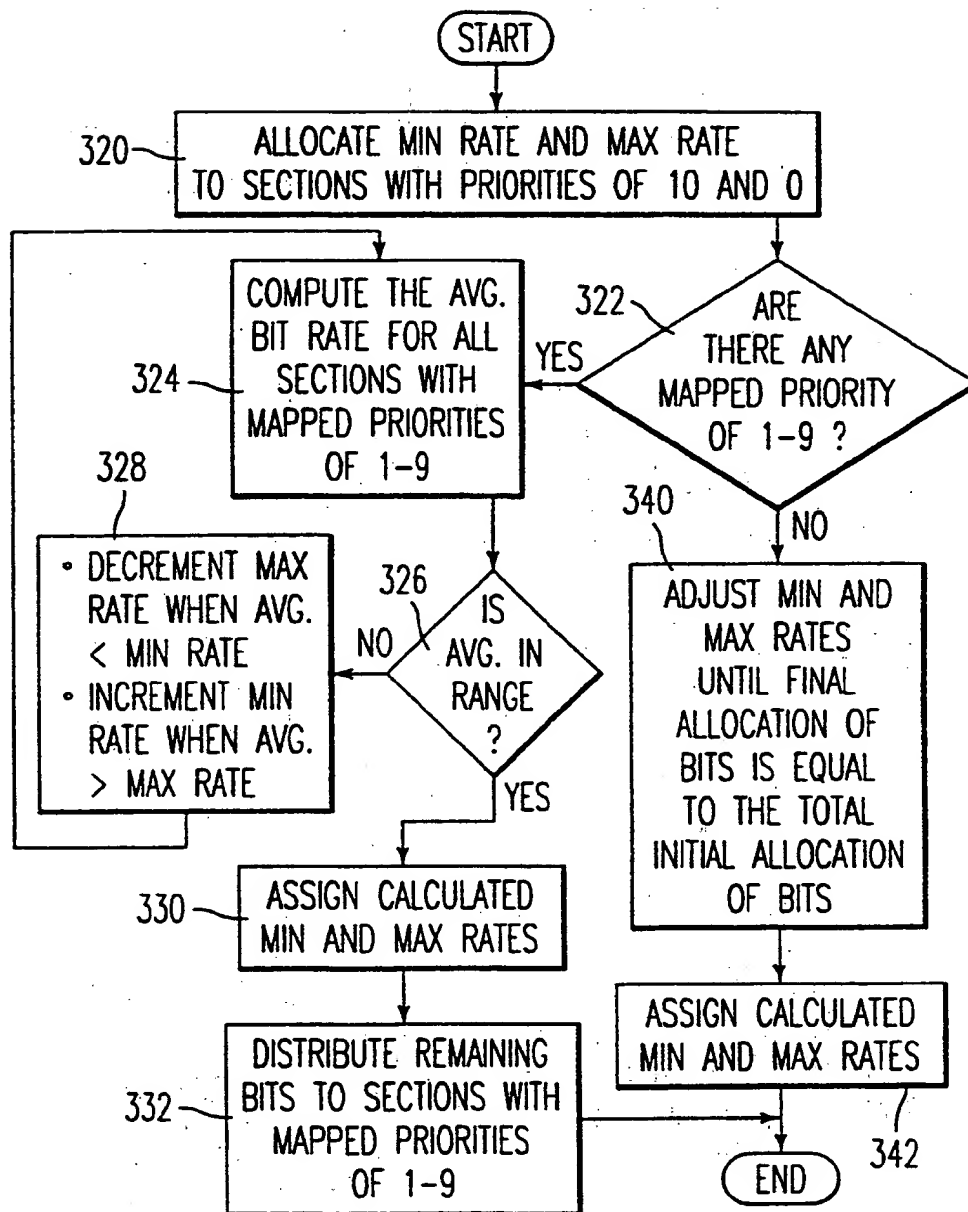 START
320
ALLOCATE MIN RATE AND MAX RATE
TO SECTIONS WITH PRIORITIES OF 10 AND 0
322
ARE
THERE ANY
MAPPED PRIORITY
OF 1-9 ?
YES
NO
324
COMPUTE THE AVG.
BIT RATE FOR ALL
SECTIONS WITH
MAPPED PRIORITIES
OF 1-9
326
IS
AVG. IN
RANGE
?
NO
YES
328
• DECREMENT MAX
RATE WHEN AVG.
< MIN RATE
• INCREMENT MIN
RATE WHEN AVG.
> MAX RATE
330
ASSIGN CALCULATED
MIN AND MAX RATES
332
DISTRIBUTE REMAINING
BITS TO SECTIONS WITH
MAPPED PRIORITIES
OF 1-9
340
ADJUST MIN AND
MAX RATES
UNTIL FINAL
ALLOCATION OF
BITS IS EQUAL
TO THE TOTAL
INITIAL ALLOCATION
OF BITS
ASSIGN CALCULATED
MIN AND MAX RATES
342
END